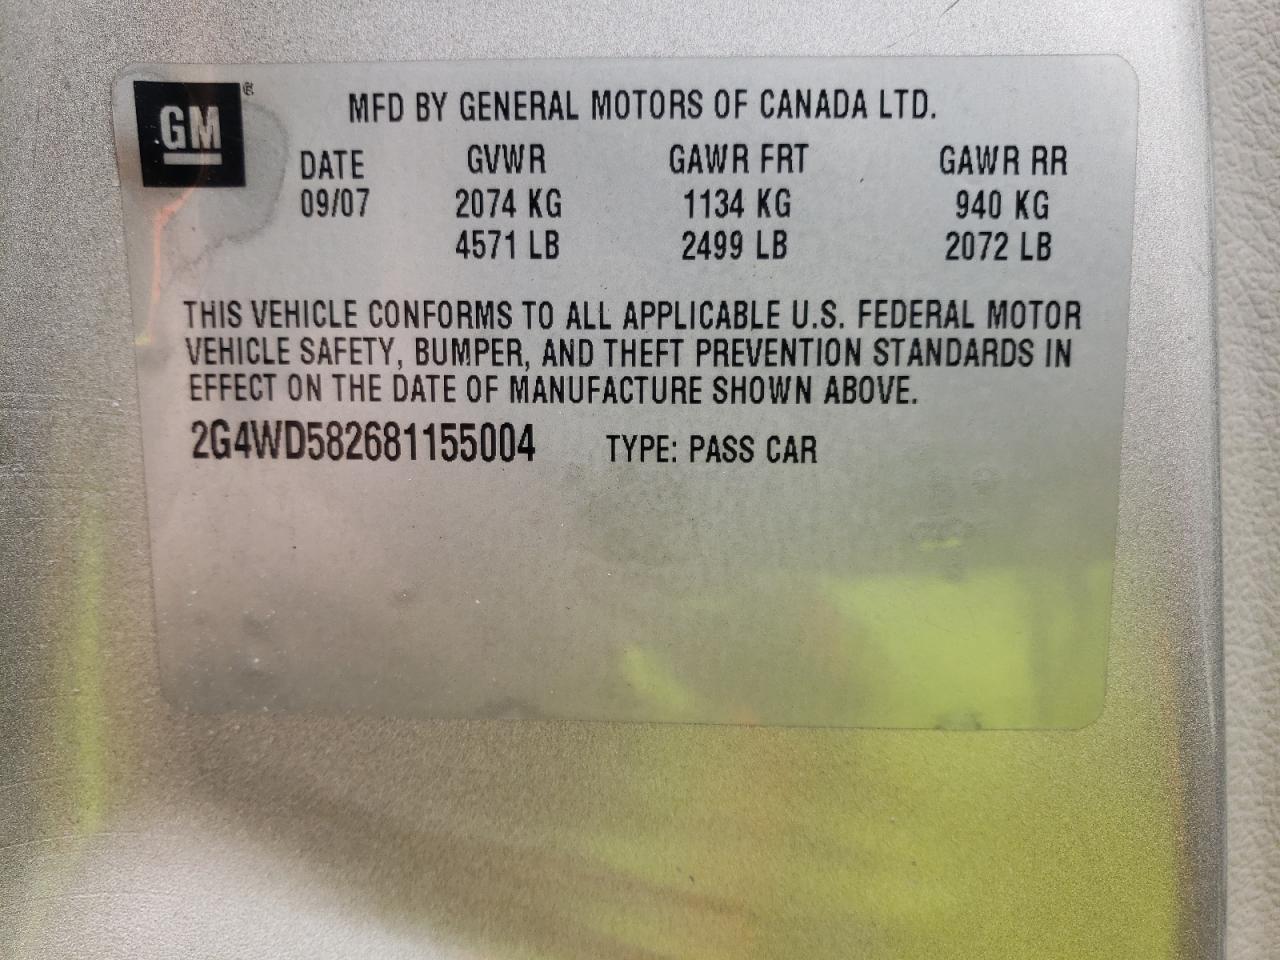 GM®
MFD BY GENERAL MOTORS OF CANADA LTD.
DATE GVWR GAWR FRT GAWR RR
09/07 2074 KG 1134 KG 940 KG
4571 LB 2499 LB 2072 LB
THIS VEHICLE CONFORMS TO ALL APPLICABLE U.S. FEDERAL MOTOR
VEHICLE SAFETY, BUMPER, AND THEFT PREVENTION STANDARDS IN
EFFECT ON THE DATE OF MANUFACTURE SHOWN ABOVE.
2G4WD582681155004 TYPE: PASS CAR